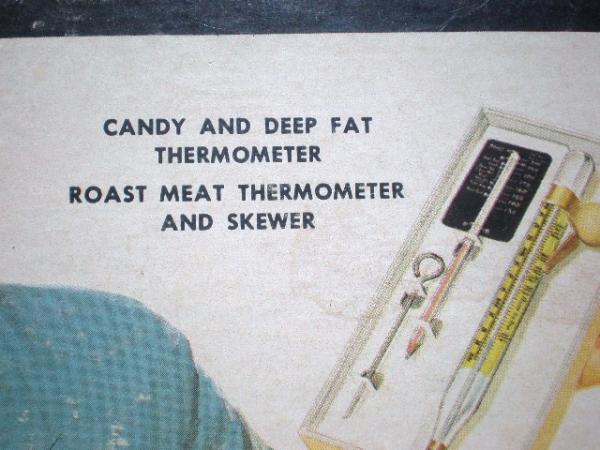 CANDY AND DEEP FAT
THERMOMETER
ROAST MEAT THERMOMETER
AND SKEWER